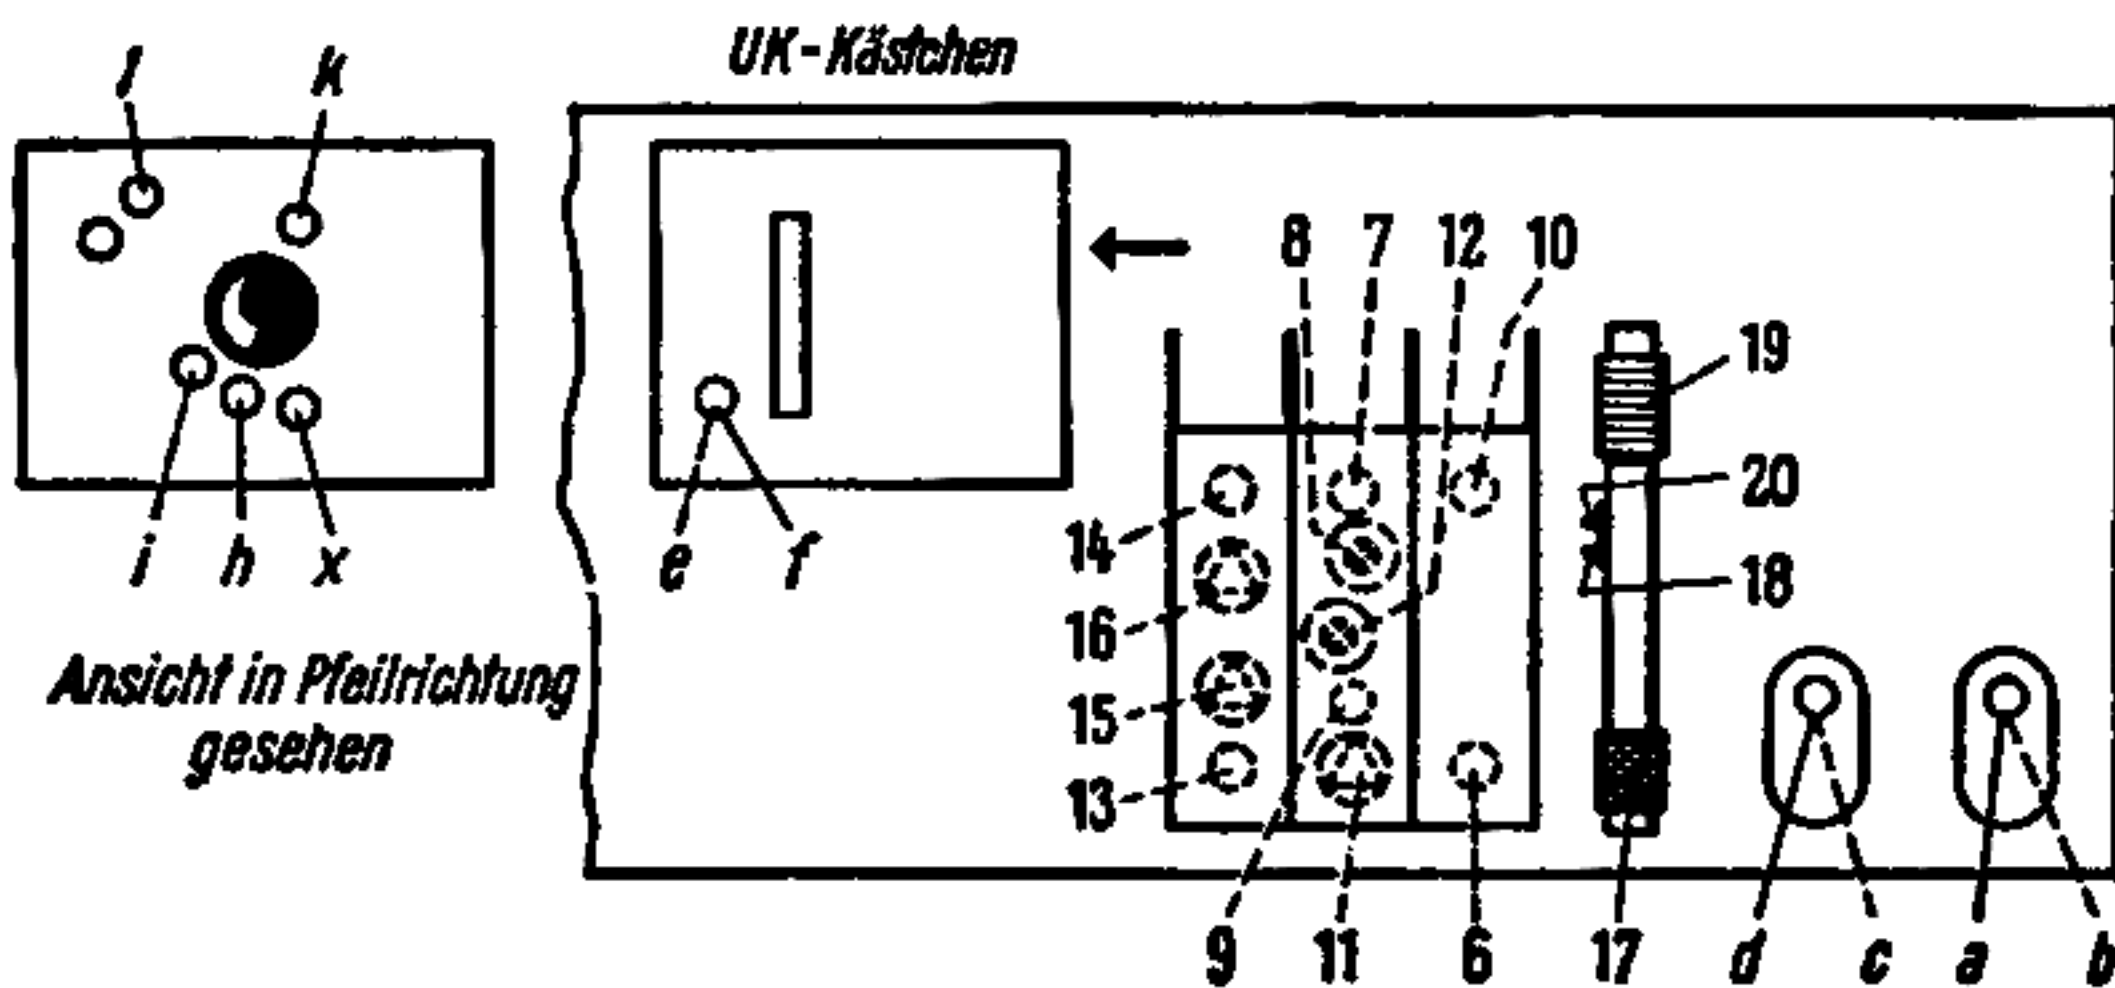 UK-Kästchen
l k
8 7 12 10
19
20
14
18
i h x e f
16
Ansicht in Pfeilrichtung
gesehen
15
13
9 11 6 17 d c a b